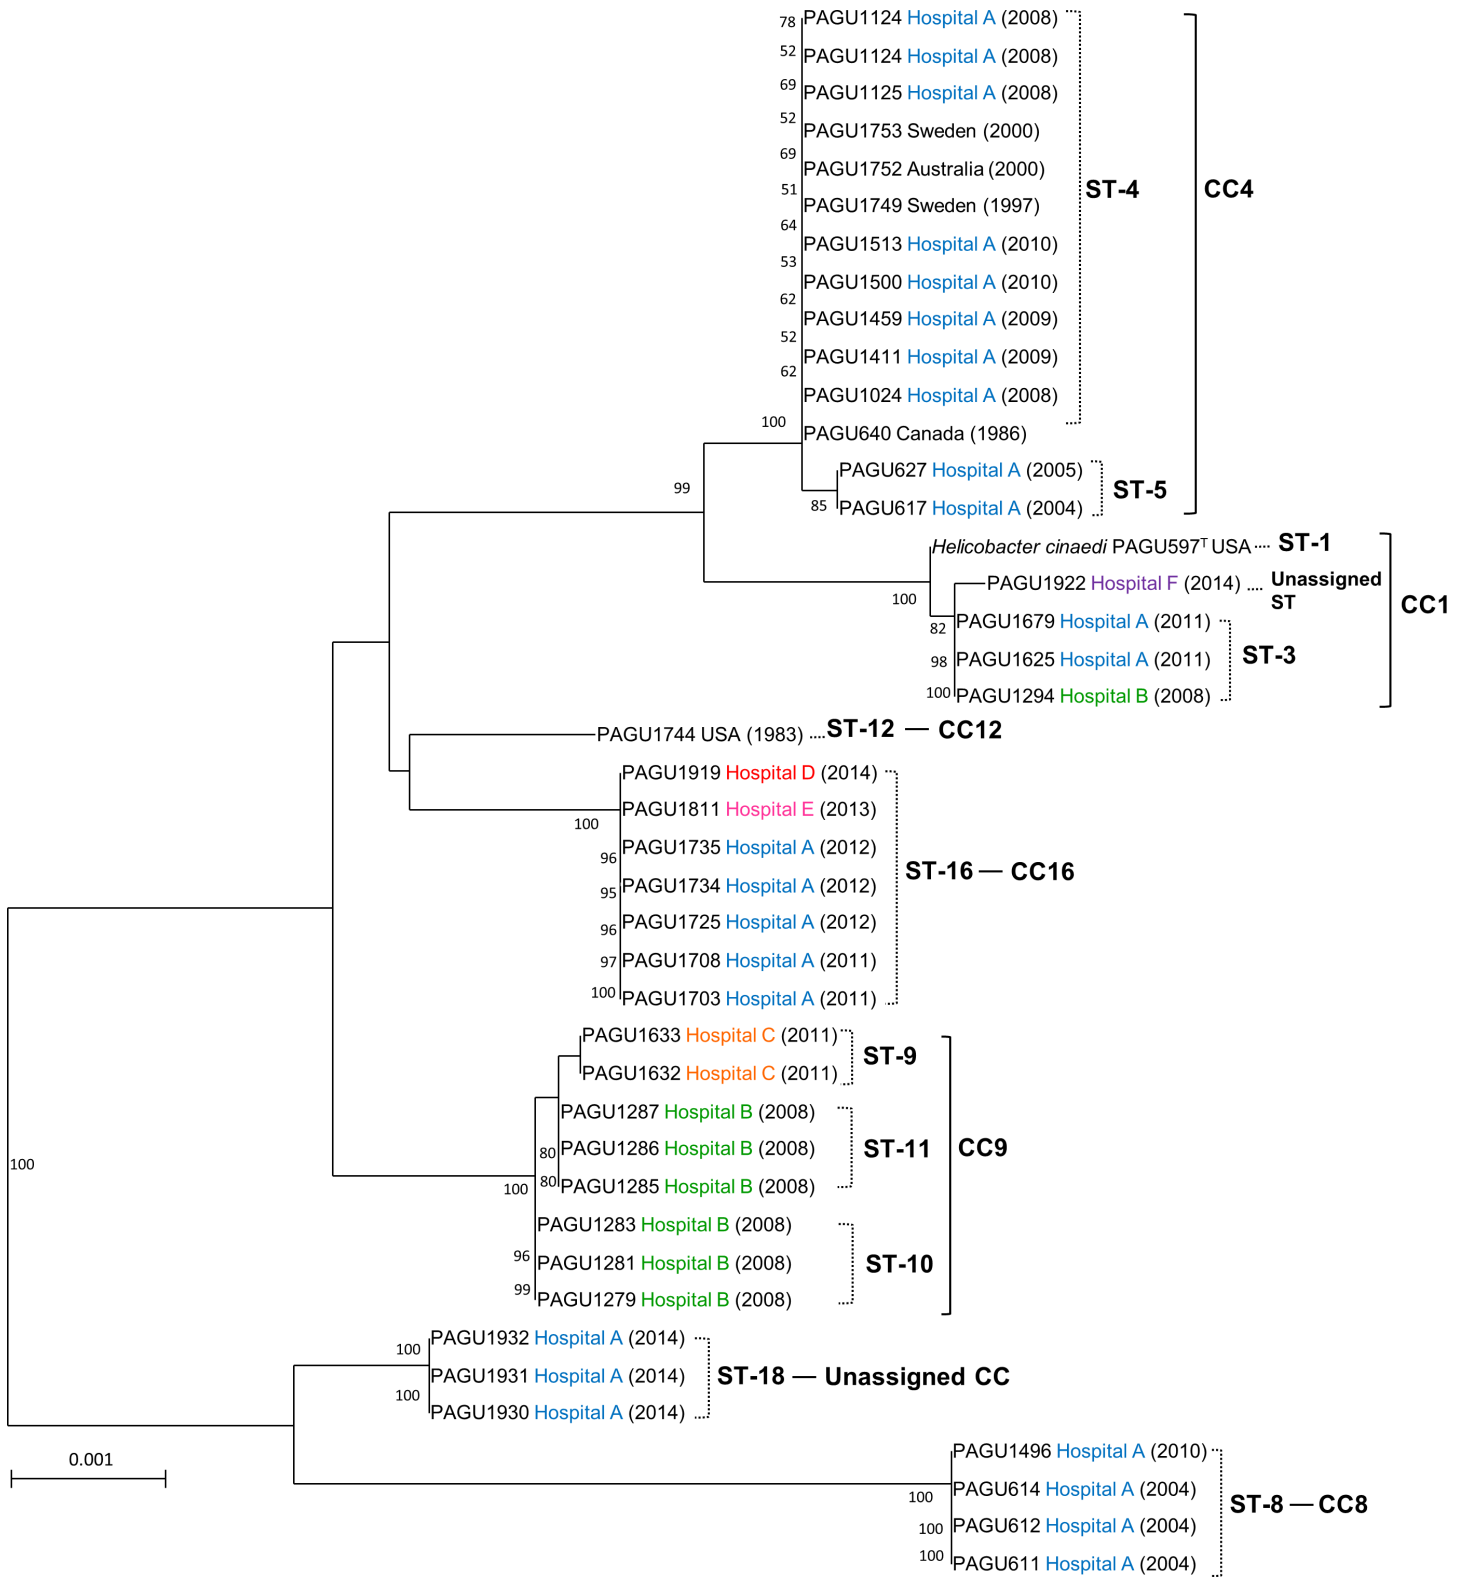 78
PAGU1124 Hospital A (2008)
52
PAGU1124 Hospital A (2008)
69
PAGU1125 Hospital A (2008)
52
PAGU1753 Sweden (2000)
69
PAGU1752 Australia (2000)
51
PAGU1749 Sweden (1997)
64
PAGU1513 Hospital A (2010)
53
PAGU1500 Hospital A (2010)
62
PAGU1459 Hospital A (2009)
52
PAGU1411 Hospital A (2009)
62
PAGU1024 Hospital A (2008)
100
PAGU640 Canada (1986)
ST-4
CC4
99
PAGU627 Hospital A (2005)
85
PAGU617 Hospital A (2004)
ST-5
Helicobacter cinaedi PAGU597ᵀ USA
ST-1
100
PAGU1922 Hospital F (2014)
Unassigned
ST
CC1
82
PAGU1679 Hospital A (2011)
98
PAGU1625 Hospital A (2011)
100
PAGU1294 Hospital B (2008)
ST-3
PAGU1744 USA (1983)
ST-12 — CC12
PAGU1919 Hospital D (2014)
100
PAGU1811 Hospital E (2013)
96
PAGU1735 Hospital A (2012)
95
PAGU1734 Hospital A (2012)
96
PAGU1725 Hospital A (2012)
97
PAGU1708 Hospital A (2011)
100
PAGU1703 Hospital A (2011)
ST-16 — CC16
PAGU1633 Hospital C (2011)
PAGU1632 Hospital C (2011)
ST-9
PAGU1287 Hospital B (2008)
80
PAGU1286 Hospital B (2008)
80
PAGU1285 Hospital B (2008)
ST-11
CC9
100
100
PAGU1283 Hospital B (2008)
96
PAGU1281 Hospital B (2008)
99
PAGU1279 Hospital B (2008)
ST-10
PAGU1932 Hospital A (2014)
100
PAGU1931 Hospital A (2014)
100
PAGU1930 Hospital A (2014)
ST-18 — Unassigned CC
0.001
PAGU1496 Hospital A (2010)
100
PAGU614 Hospital A (2004)
100
PAGU612 Hospital A (2004)
100
PAGU611 Hospital A (2004)
ST-8 — CC8